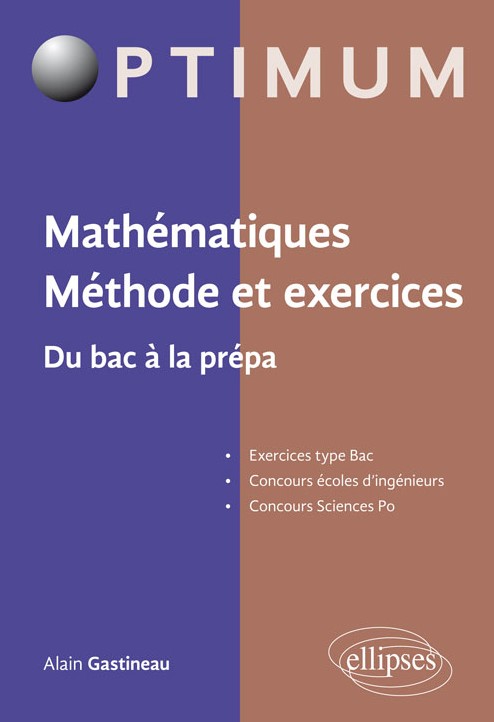 OPTIMUM
Mathématiques
Méthode et exercices
Du bac à la prépa
• Exercices type Bac
• Concours écoles d'ingénieurs
• Concours Sciences Po
Alain Gastineau
ellipses